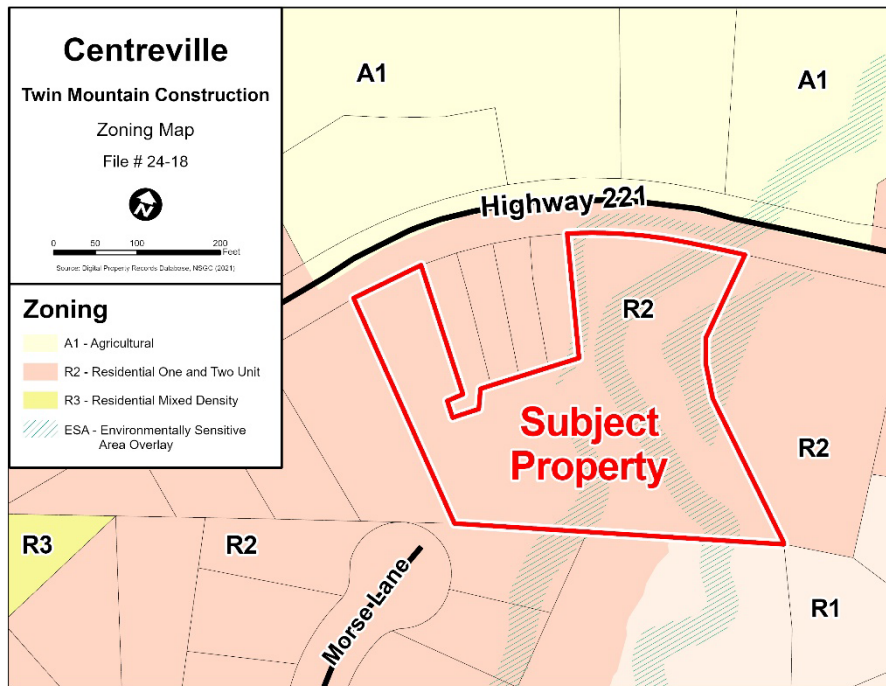 Centreville
Twin Mountain Construction
Zoning Map
File # 24-18
N
0 50 100 200
Feet
Source: Digital Property Records Database, NSGC (2021)
Zoning
A1 - Agricultural
R2 - Residential One and Two Unit
R3 - Residential Mixed Density
ESA - Environmentally Sensitive
Area Overlay
A1
A1
Highway 221
R2
Subject
Property
R2
R3
R2
Morse Lane
R1